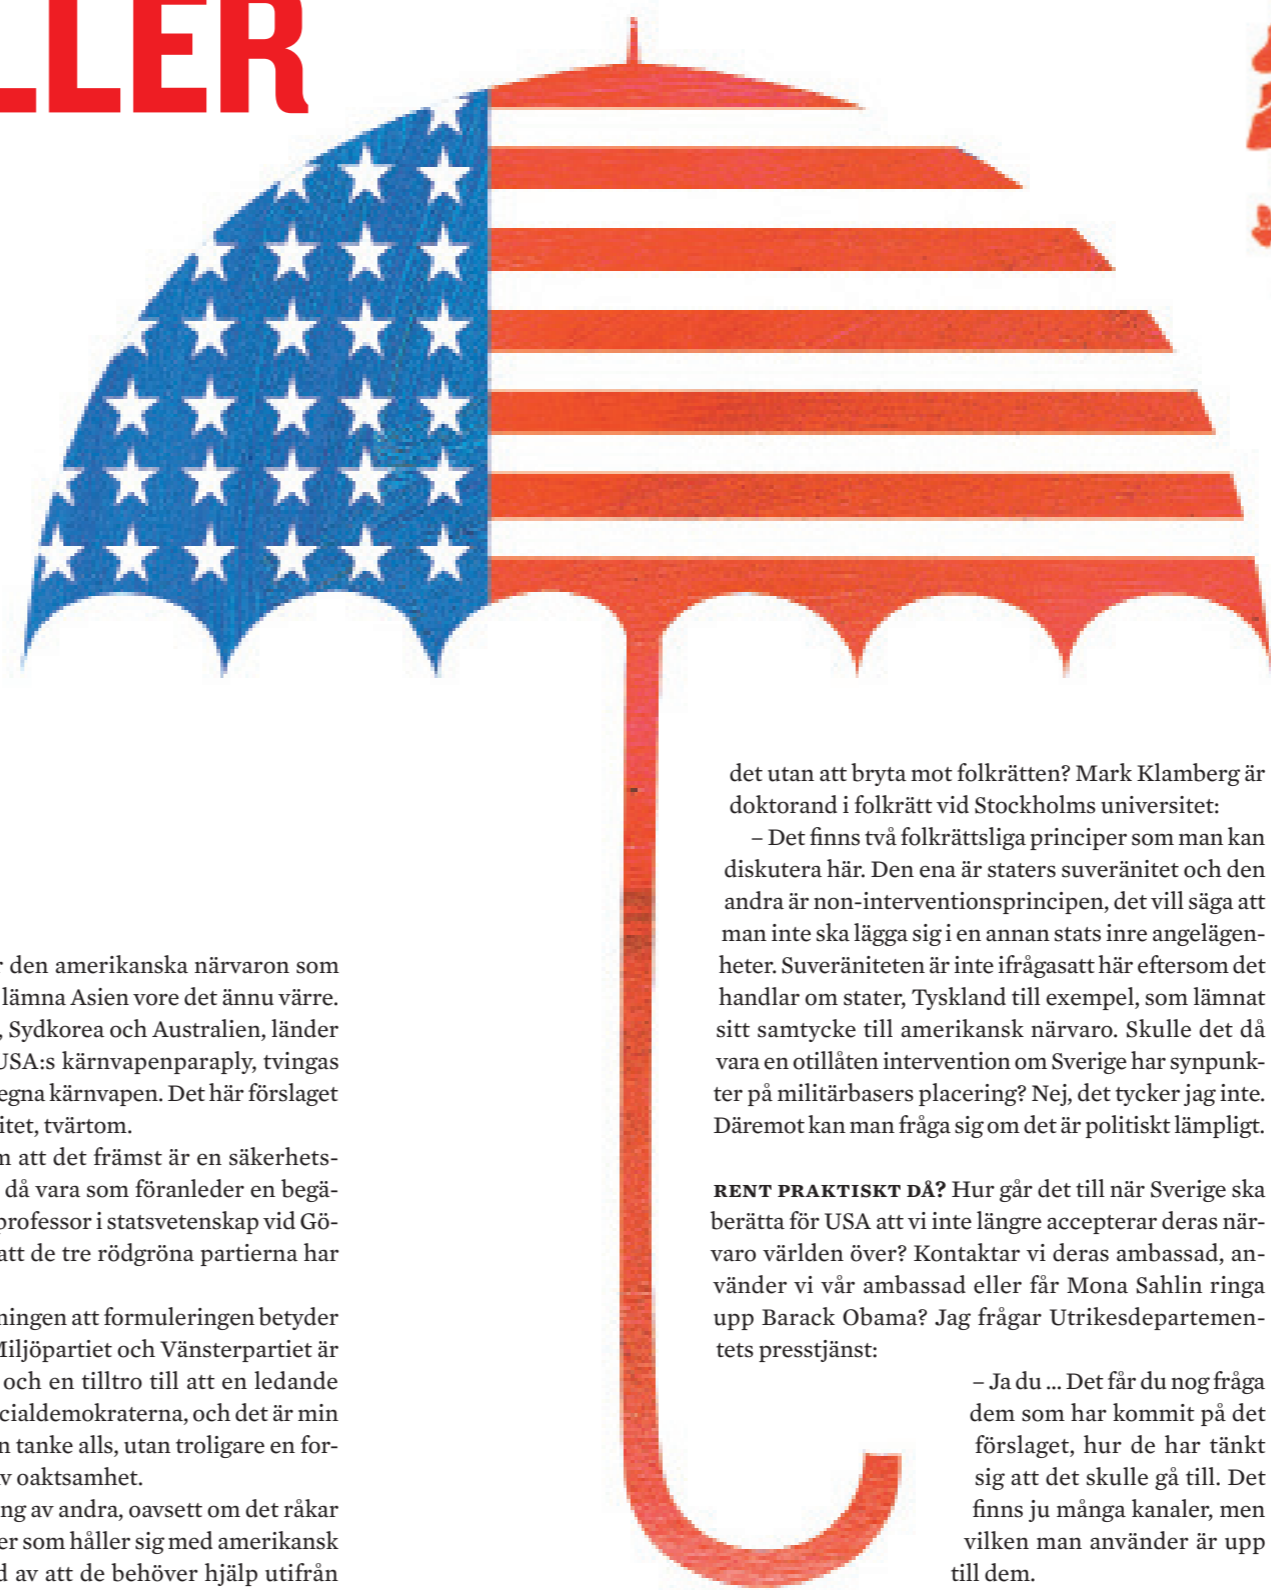 LLER
r den amerikanska närvaron som
lämna Asien vore det ännu värre.
, Sydkorea och Australien, länder
USA:s kärnvapenparaply, tvingas
egna kärnvapen. Det här förslaget
itet, tvärtom.
m att det främst är en säkerhets-
då vara som föranleder en begä-
professor i statsvetenskap vid Gö-
att de tre rödgröna partierna har
ningen att formuleringen betyder
Miljöpartiet och Vänsterpartiet är
och en tilltro till att en ledande
cialdemokraterna, och det är min
n tanke alls, utan troligare en for-
v oaktsamhet.
ng av andra, oavsett om det råkar
er som håller sig med amerikansk
d av att de behöver hjälp utifrån
det utan att bryta mot folkrätten? Mark Klamberg är
doktorand i folkrätt vid Stockholms universitet:
– Det finns två folkrättsliga principer som man kan
diskutera här. Den ena är staters suveränitet och den
andra är non-interventionsprincipen, det vill säga att
man inte ska lägga sig i en annan stats inre angelägen-
heter. Suveräniteten är inte ifrågasatt här eftersom det
handlar om stater, Tyskland till exempel, som lämnat
sitt samtycke till amerikansk närvaro. Skulle det då
vara en otillåten intervention om Sverige har synpunk-
ter på militärbasers placering? Nej, det tycker jag inte.
Däremot kan man fråga sig om det är politiskt lämpligt.
RENT PRAKTISKT DÅ? Hur går det till när Sverige ska
berätta för USA att vi inte längre accepterar deras när-
varo världen över? Kontaktar vi deras ambassad, an-
vänder vi vår ambassad eller får Mona Sahlin ringa
upp Barack Obama? Jag frågar Utrikesdepartemen-
tets presstjänst:
– Ja du ... Det får du nog fråga
dem som har kommit på det
förslaget, hur de har tänkt
sig att det skulle gå till. Det
finns ju många kanaler, men
vilken man använder är upp
till dem.